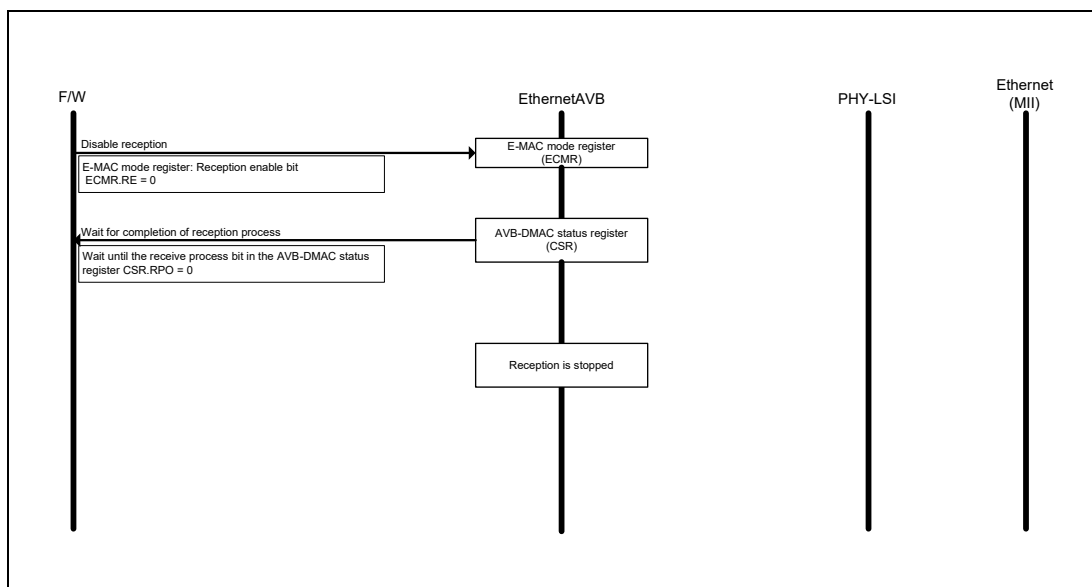 F/W
EthernetAVB
PHY-LSI
Ethernet
(MII)
Disable reception
E-MAC mode register: Reception enable bit
ECMR.RE = 0
E-MAC mode register
(ECMR)
Wait for completion of reception process
Wait until the receive process bit in the AVB-DMAC status
register CSR.RPO = 0
AVB-DMAC status register
(CSR)
Reception is stopped